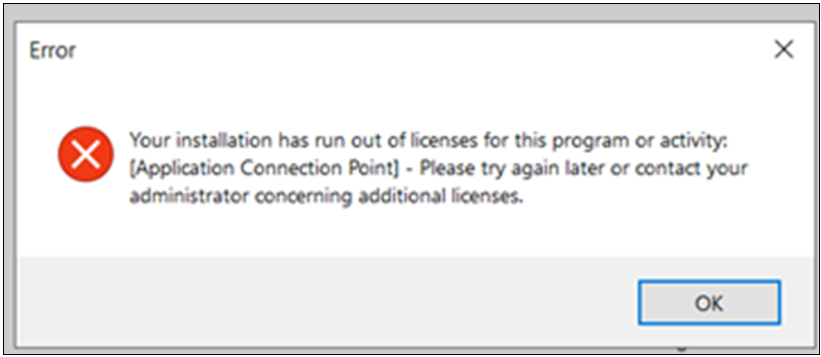 Error
Your installation has run out of licenses for this program or activity:
[Application Connection Point] - Please try again later or contact your
administrator concerning additional licenses.
OK